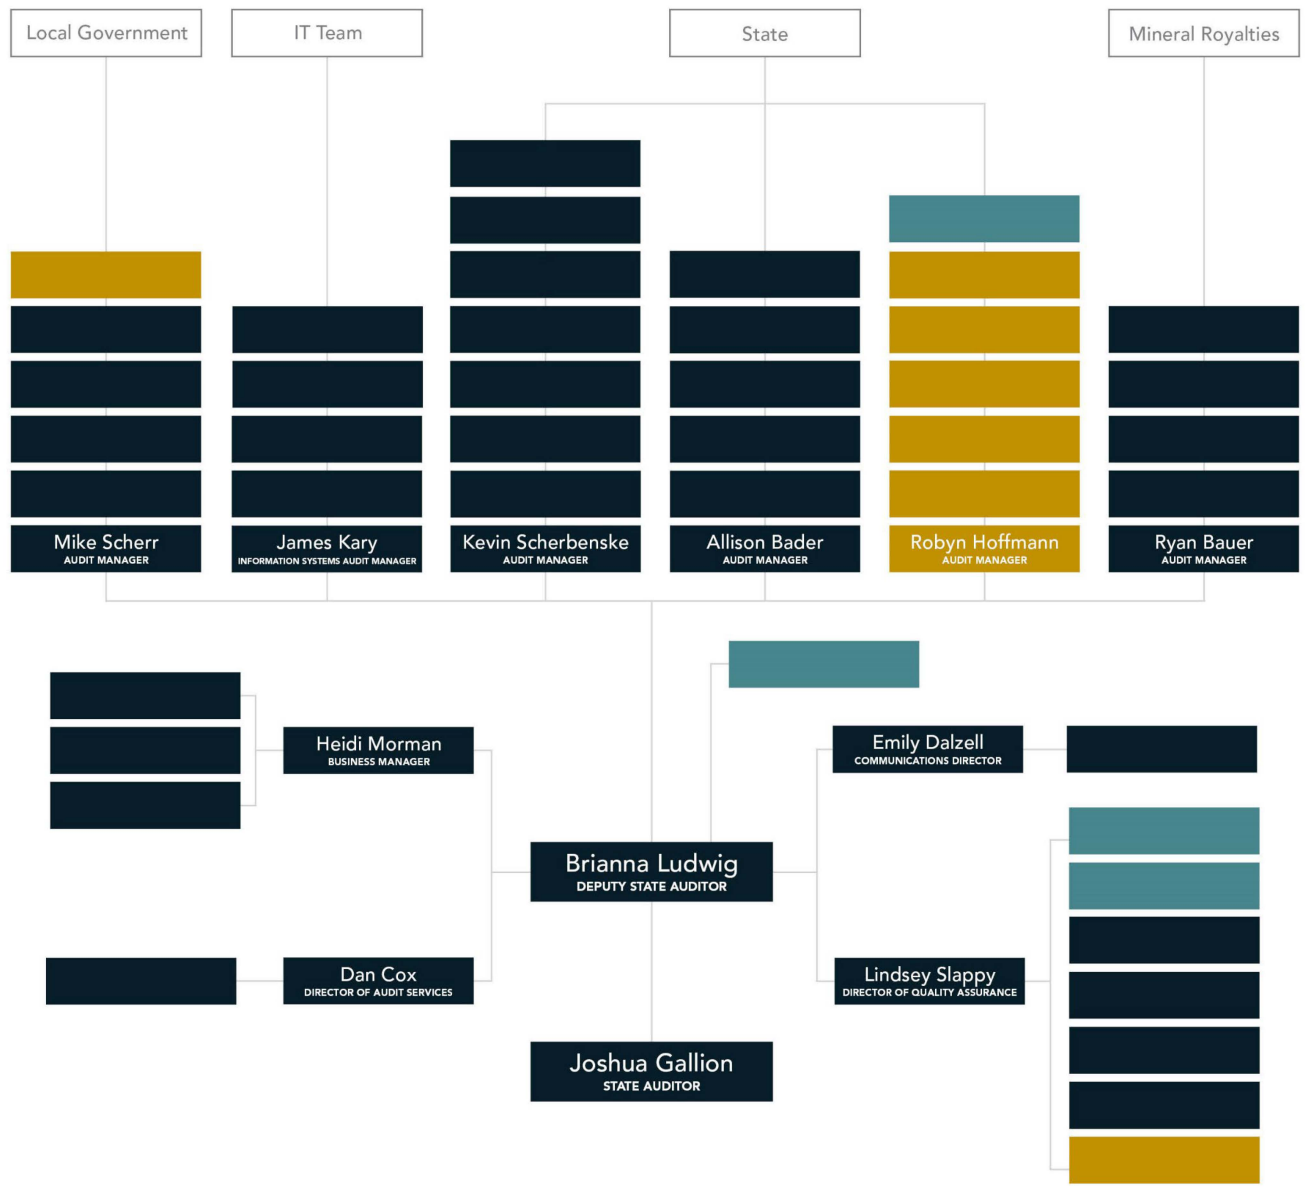 Local Government
IT Team
State
Mineral Royalties
Mike Scherr
AUDIT MANAGER
James Kary
INFORMATION SYSTEMS AUDIT MANAGER
Kevin Scherbenske
AUDIT MANAGER
Allison Bader
AUDIT MANAGER
Robyn Hoffmann
AUDIT MANAGER
Ryan Bauer
AUDIT MANAGER
Heidi Morman
BUSINESS MANAGER
Emily Dalzell
COMMUNICATIONS DIRECTOR
Brianna Ludwig
DEPUTY STATE AUDITOR
Dan Cox
DIRECTOR OF AUDIT SERVICES
Lindsey Slappy
DIRECTOR OF QUALITY ASSURANCE
Joshua Gallion
STATE AUDITOR